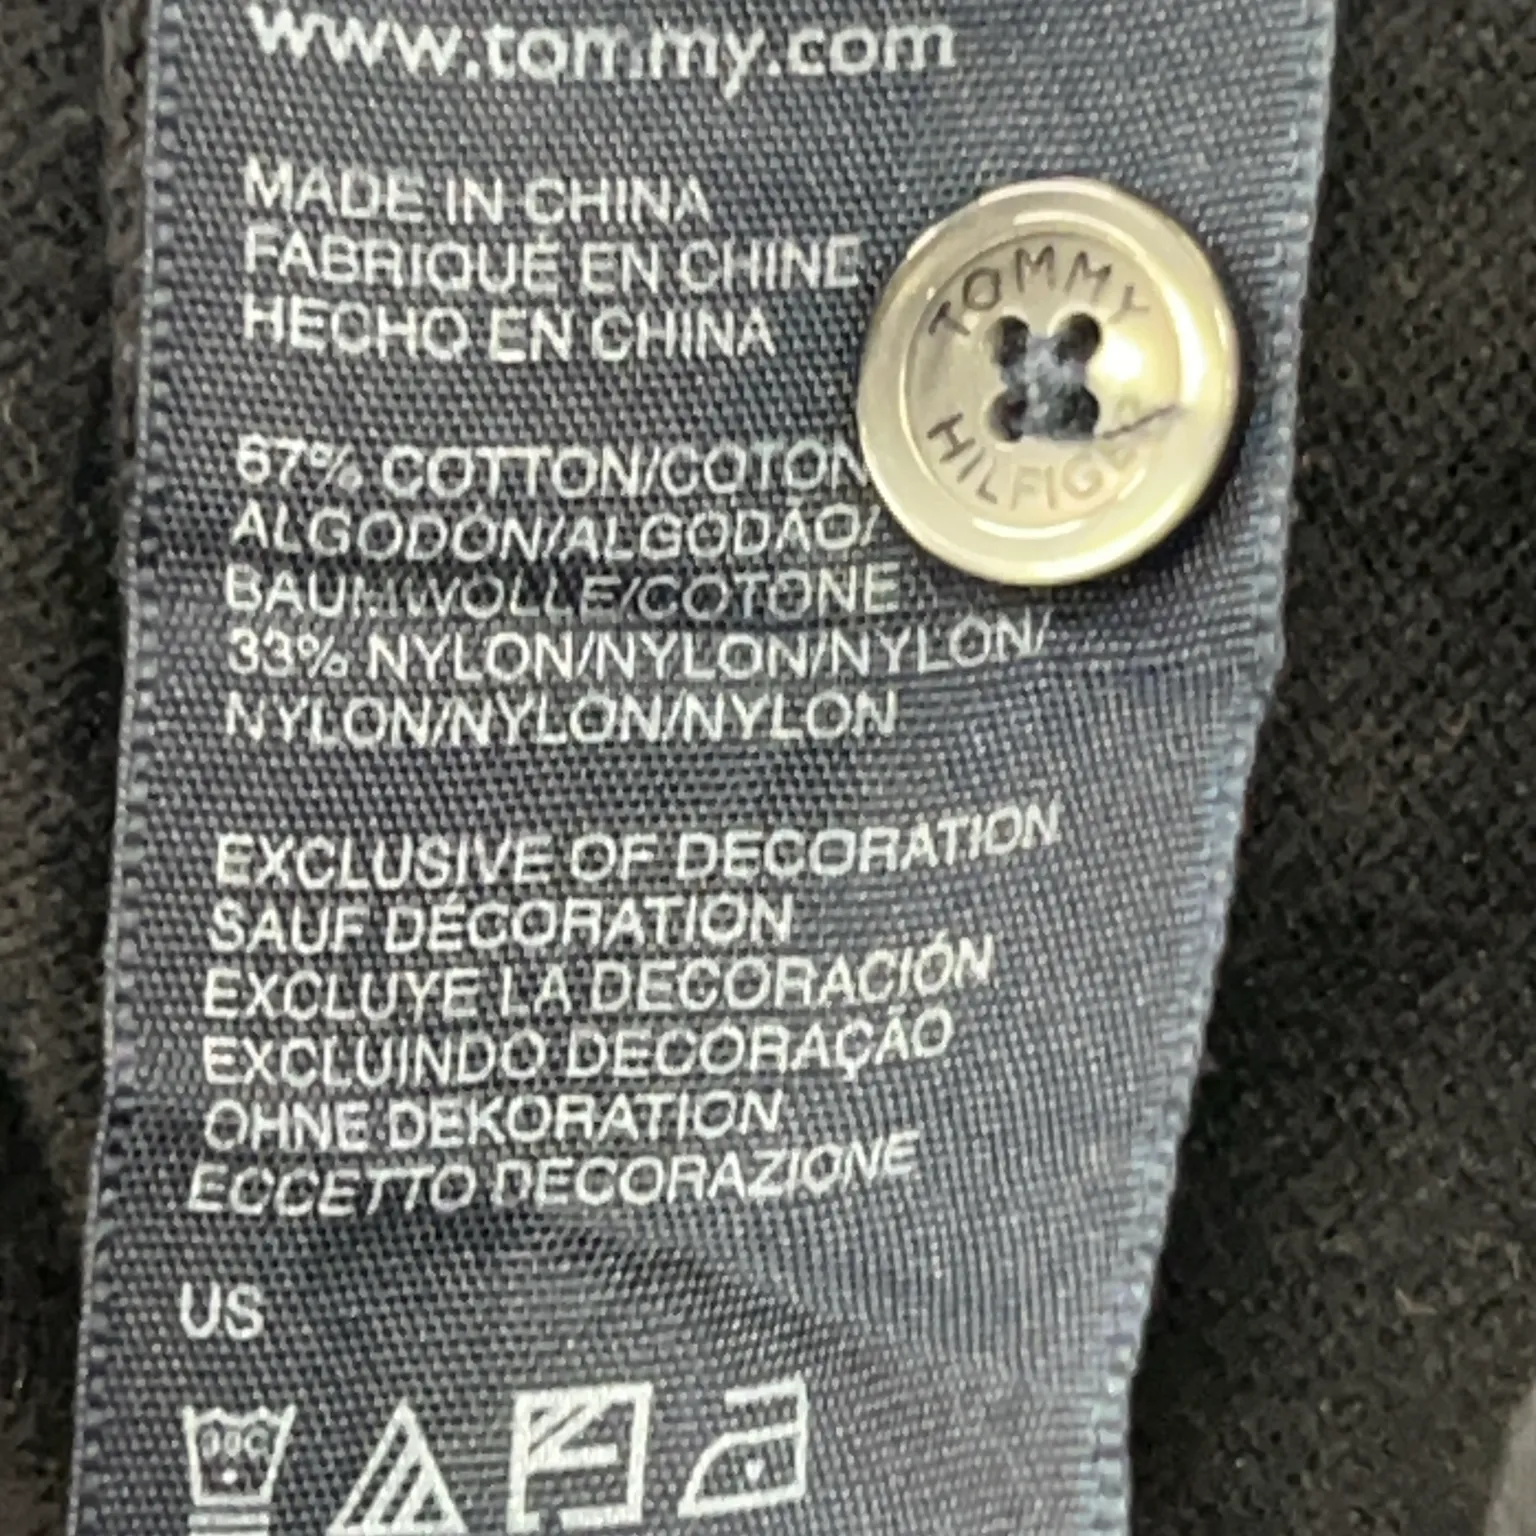 www.tommy.com
MADE IN CHINA
FABRIQUÉ EN CHINE
HECHO EN CHINA
TOMMY
HILFIGER
67% COTTON/COTON
ALGODÓN/ALGODÃO/
BAUMWOLLE/COTONE
33% NYLON/NYLON/NYLON/
NYLON/NYLON/NYLON
EXCLUSIVE OF DECORATION
SAUF DÉCORATION
EXCLUYE LA DECORACIÓN
EXCLUINDO DECORAÇÃO
OHNE DEKORATION
ECCETTO DECORAZIONE
US